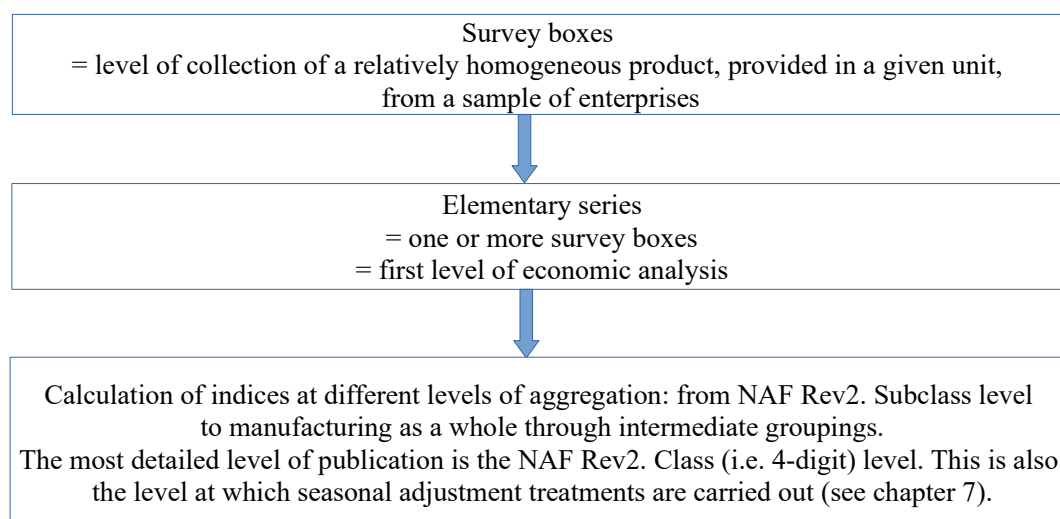 Survey boxes
= level of collection of a relatively homogeneous product, provided in a given unit,
from a sample of enterprises
Elementary series
= one or more survey boxes
= first level of economic analysis
Calculation of indices at different levels of aggregation: from NAF Rev2. Subclass level
to manufacturing as a whole through intermediate groupings.
The most detailed level of publication is the NAF Rev2. Class (i.e. 4-digit) level. This is also
the level at which seasonal adjustment treatments are carried out (see chapter 7).